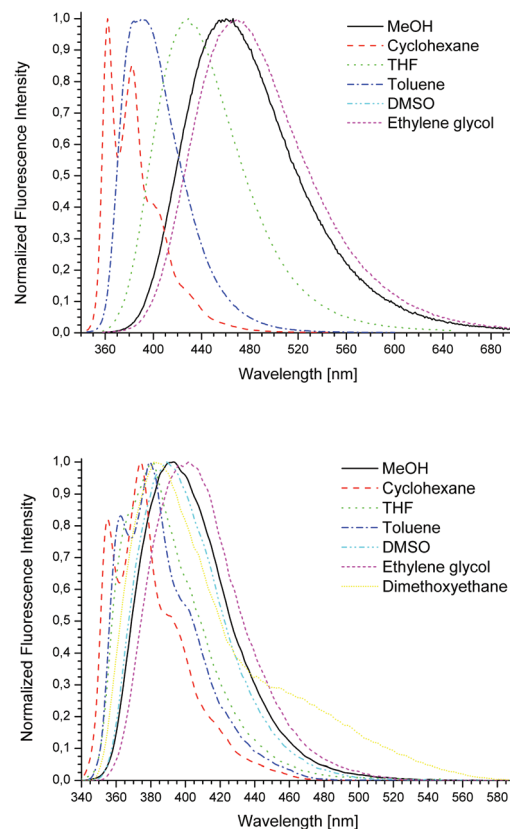 1,0
0,9
0,8
0,7
0,6
0,5
0,4
0,3
0,2
0,1
0,0
Normalized Fluorescence Intensity
MeOH
Cyclohexane
THF
Toluene
DMSO
Ethylene glycol
360 400 440 480 520 560 600 640 680
Wavelength [nm]
1,0
0,9
0,8
0,7
0,6
0,5
0,4
0,3
0,2
0,1
0,0
Normalized Fluorescence Intensity
MeOH
Cyclohexane
THF
Toluene
DMSO
Ethylene glycol
Dimethoxyethane
340 360 380 400 420 440 460 480 500 520 540 560 580
Wavelength [nm]